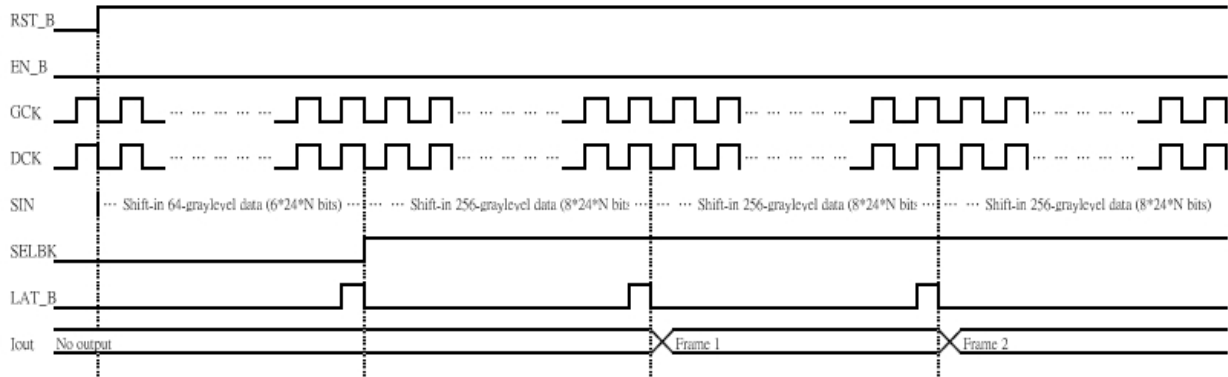 RST_B
EN_B
GCK ... ... ... ... ... ... ... ... ... ... ... ...
DCK ... ... ... ... ... ... ... ... ... ... ... ...
SIN ... Shift-in 64-graylevel data (6*24*N bits) ... ... ... Shift-in 256-graylevel data (8*24*N bits ... ... ... Shift-in 256-graylevel data (8*24*N bits ... ... ... Shift-in 256-graylevel data (8*24*N bits)
SELBK
LAT_B
Iout No output Frame 1 Frame 2